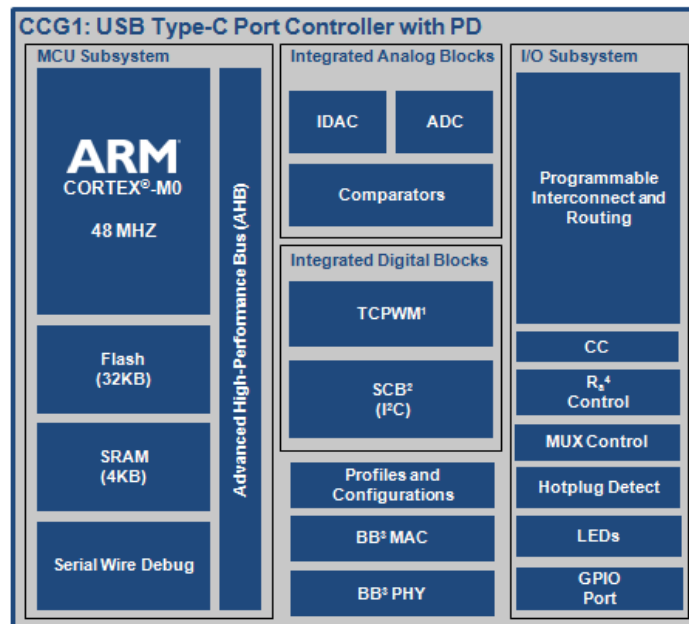 CCG1: USB Type-C Port Controller with PD
MCU Subsystem
ARM®
CORTEX®-M0
48 MHZ
Flash
(32KB)
SRAM
(4KB)
Serial Wire Debug
Advanced High-Performance Bus (AHB)
Integrated Analog Blocks
IDAC
ADC
Comparators
Integrated Digital Blocks
TCPWM¹
SCB²
(I²C)
Profiles and
Configurations
BB³ MAC
BB³ PHY
I/O Subsystem
Programmable
Interconnect and
Routing
CC
Rₐ⁴
Control
MUX Control
Hotplug Detect
LEDs
GPIO
Port